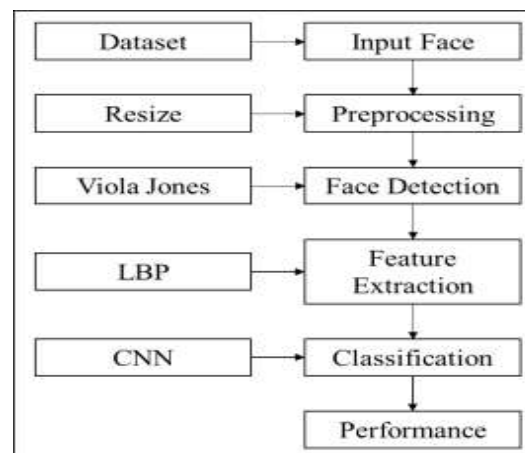 Dataset
Input Face
Resize
Preprocessing
Viola Jones
Face Detection
LBP
Feature
Extraction
CNN
Classification
Performance